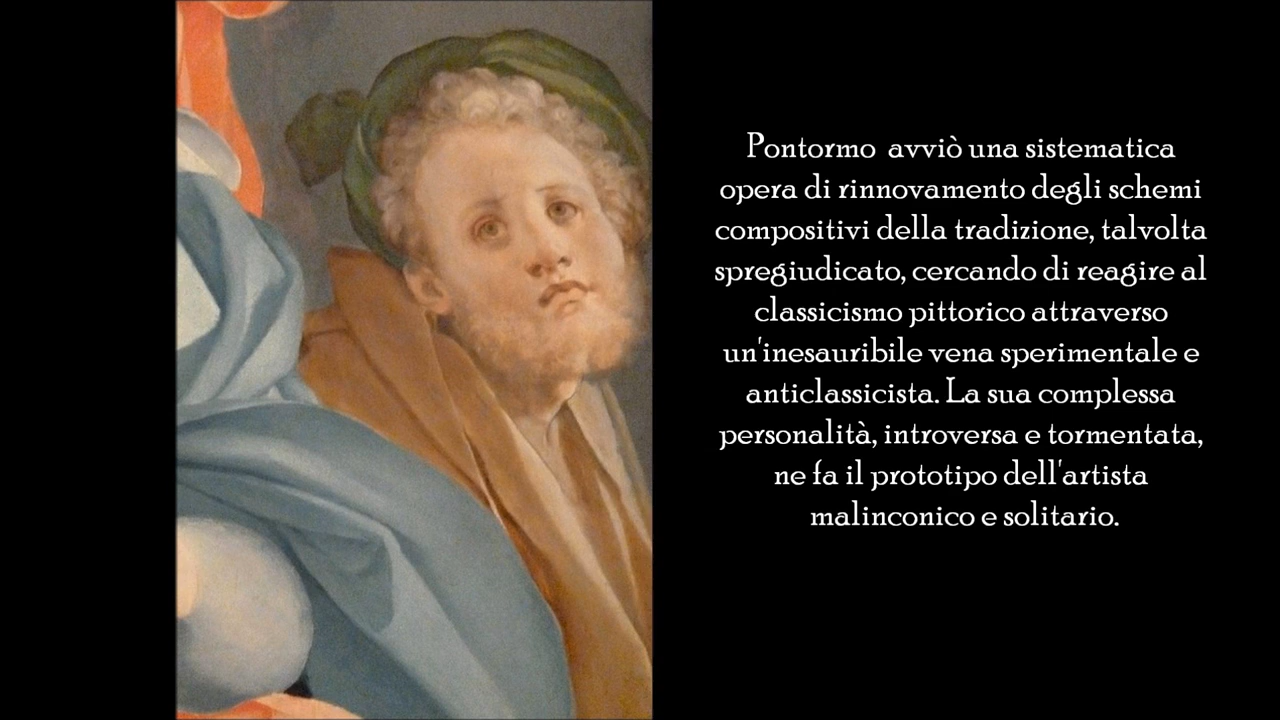 Pontormo avviò una sistematica
opera di rinnovamento degli schemi
compositivi della tradizione, talvolta
spregiudicato, cercando di reagire al
classicismo pittorico attraverso
un'inesauribile vena sperimentale e
anticlassicista. La sua complessa
personalità, introversa e tormentata,
ne fa il prototipo dell'artista
malinconico e solitario.